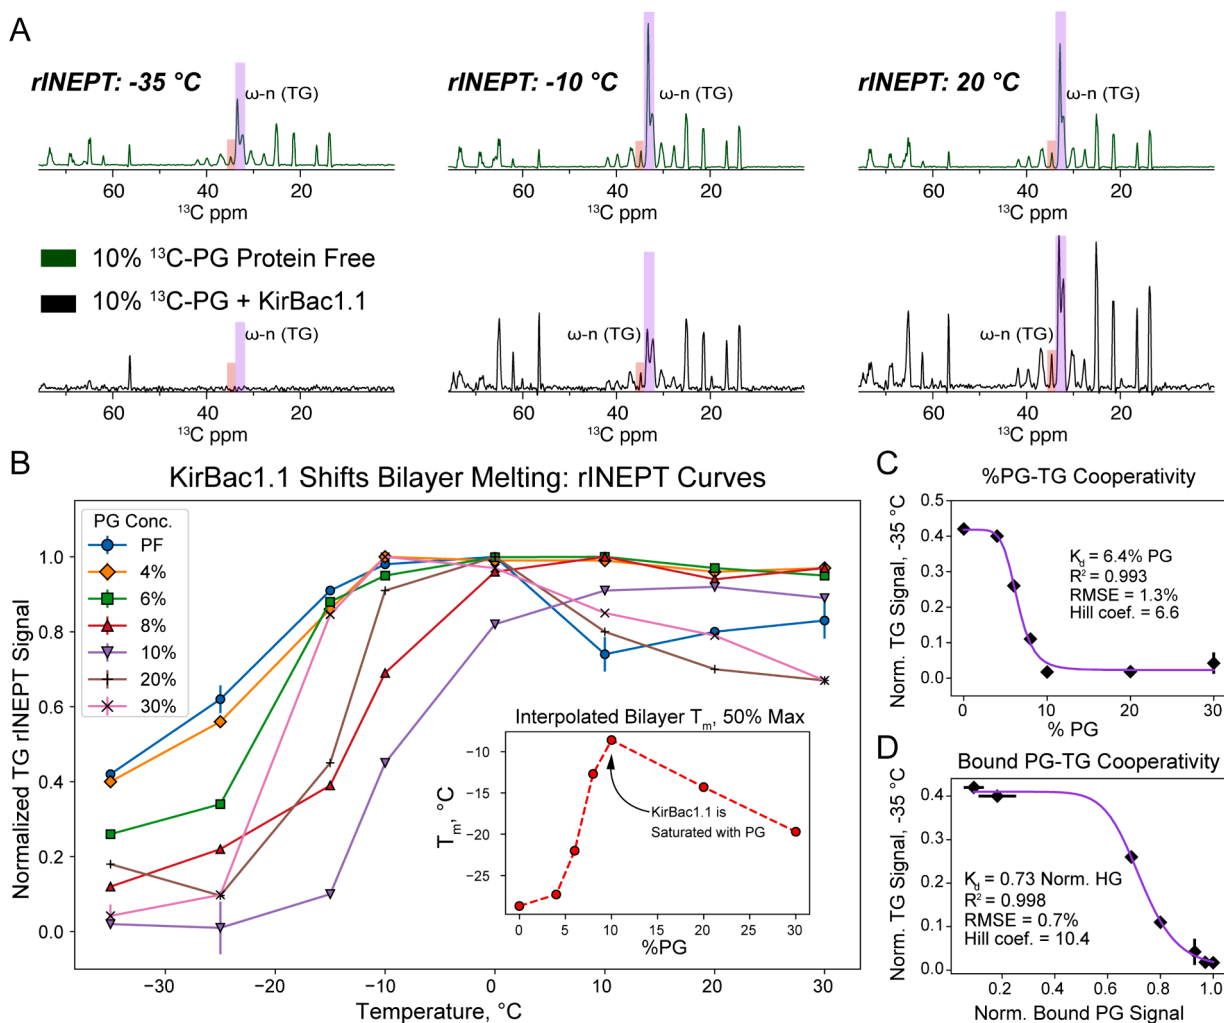 A
rINEPT: -35 °C
ω-n (TG)
60 40 20
¹³C ppm
rINEPT: -10 °C
ω-n (TG)
60 40 20
¹³C ppm
rINEPT: 20 °C
ω-n (TG)
60 40 20
¹³C ppm
10% ¹³C-PG Protein Free
10% ¹³C-PG + KirBac1.1
ω-n (TG)
60 40 20
¹³C ppm
ω-n (TG)
60 40 20
¹³C ppm
ω-n (TG)
60 40 20
¹³C ppm
B
KirBac1.1 Shifts Bilayer Melting: rINEPT Curves
Normalized TG rINEPT Signal
1.0
0.8
0.6
0.4
0.2
0.0
PG Conc.
PF
4%
6%
8%
10%
20%
30%
Interpolated Bilayer Tₘ, 50% Max
Tₘ, °C
−10
−15
−20
−25
KirBac1.1 is
Saturated with PG
0 5 10 15 20 25 30
%PG
−30 −20 −10 0 10 20 30
Temperature, °C
C
%PG-TG Cooperativity
Norm. TG Signal, -35 °C
0.5
0.4
0.3
0.2
0.1
0.0
K_d = 6.4% PG
R² = 0.993
RMSE = 1.3%
Hill coef. = 6.6
0 10 20 30
% PG
D
Bound PG-TG Cooperativity
Norm. TG Signal, -35 °C
0.4
0.3
0.2
0.1
0.0
K_d = 0.73 Norm. HG
R² = 0.998
RMSE = 0.7%
Hill coef. = 10.4
0.2 0.4 0.6 0.8 1.0
Norm. Bound PG Signal